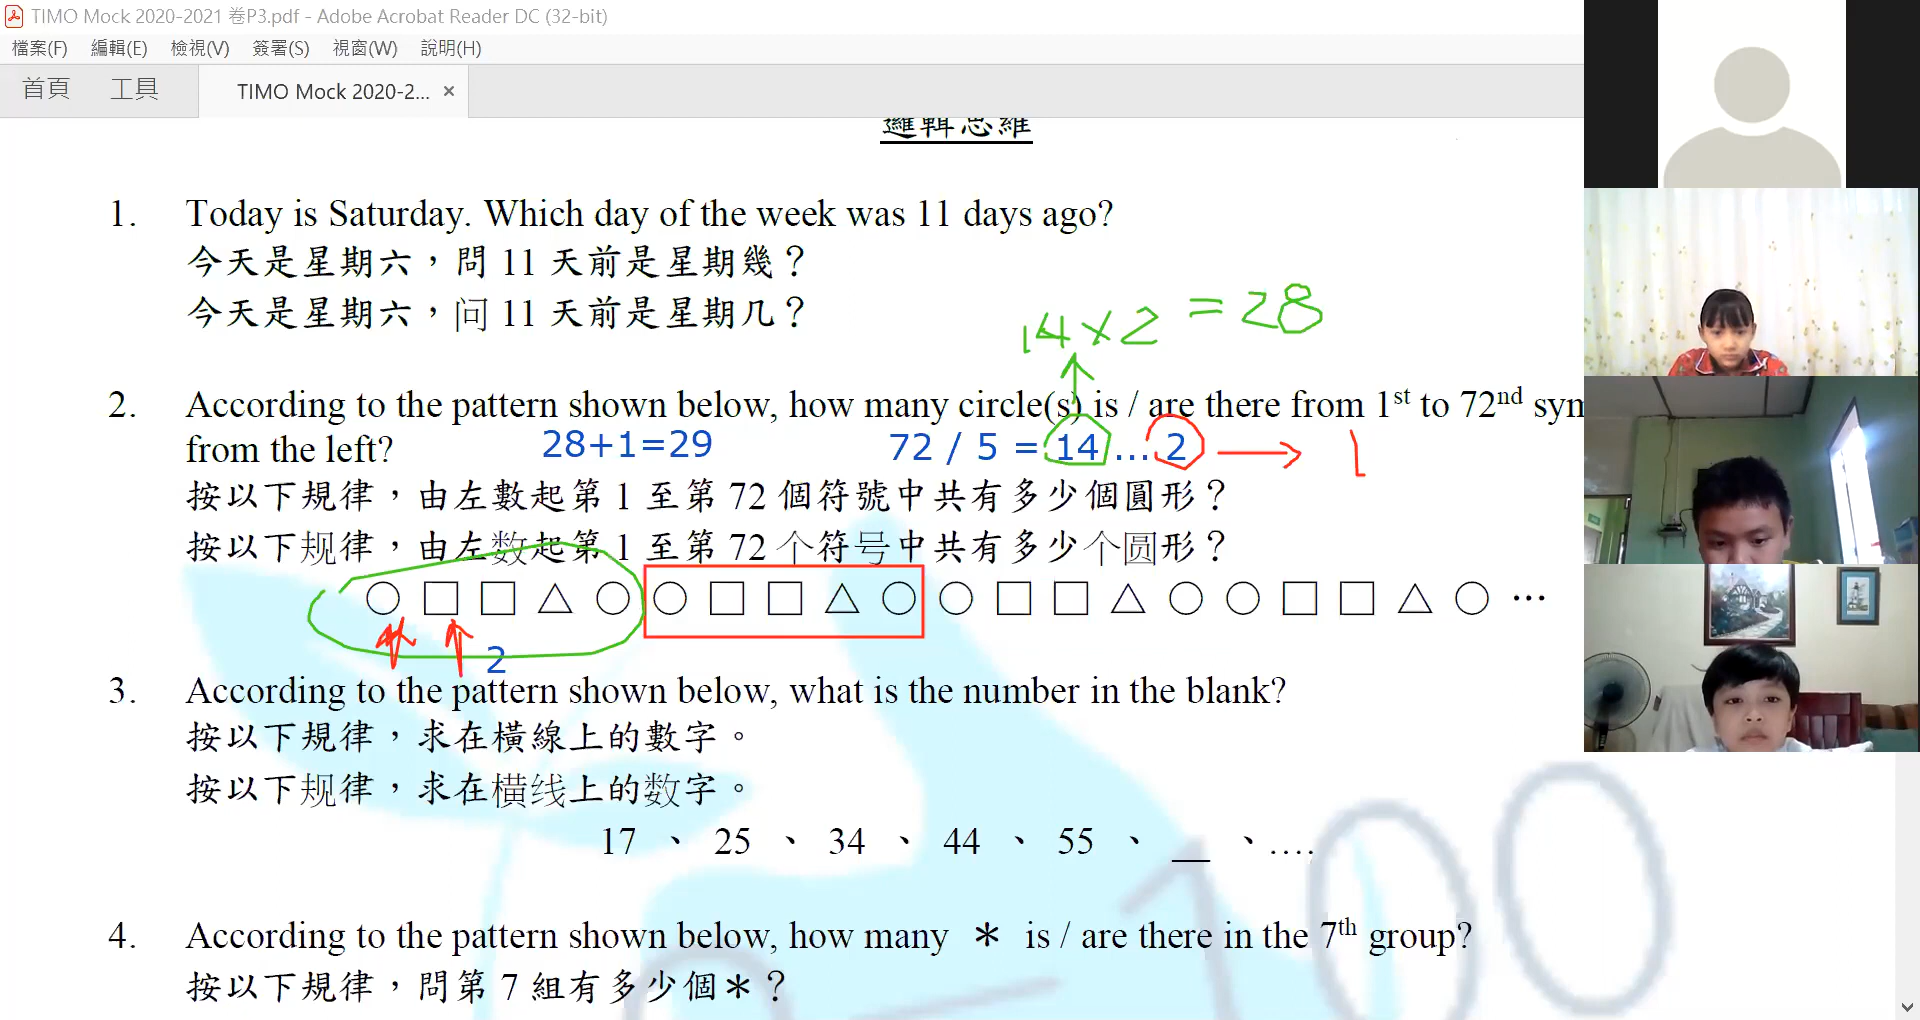 TIMO Mock 2020-2021 卷P3.pdf - Adobe Acrobat Reader DC (32-bit)
檔案(F) 編輯(E) 檢視(V) 簽署(S) 視窗(W) 說明(H)
首頁 工具 TIMO Mock 2020-2... ×
邏輯思維
1. Today is Saturday. Which day of the week was 11 days ago?
今天是星期六，問 11 天前是星期幾？
今天是星期六，问 11 天前是星期几？
14 x 2 = 28
2. According to the pattern shown below, how many circle(s) is / are there from 1st to 72nd sym
from the left? 28+1=29 72 / 5 = 14 ... 2 → 1
按以下規律，由左數起第 1 至第 72 個符號中共有多少個圓形？
按以下规律，由左数起第 1 至第 72 个符号中共有多少个圆形？
○ □ □ △ ○ ○ □ □ △ ○ ○ □ □ △ ○ ○ □ □ △ ○ ···
2
3. According to the pattern shown below, what is the number in the blank?
按以下規律，求在橫線上的數字。
按以下规律，求在横线上的数字。
17 、 25 、 34 、 44 、 55 、 __ 、….
4. According to the pattern shown below, how many * is / are there in the 7th group?
按以下規律，問第 7 組有多少個*？